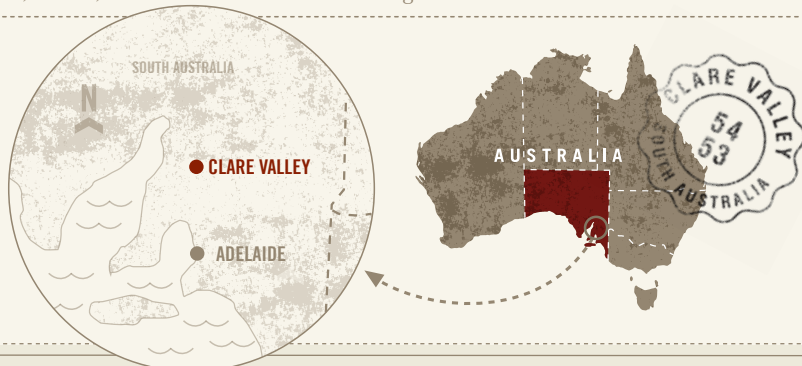 SOUTH AUSTRALIA
N
CLARE VALLEY
ADELAIDE
AUSTRALIA
CLARE VALLEY
54
53
SOUTH AUSTRALIA